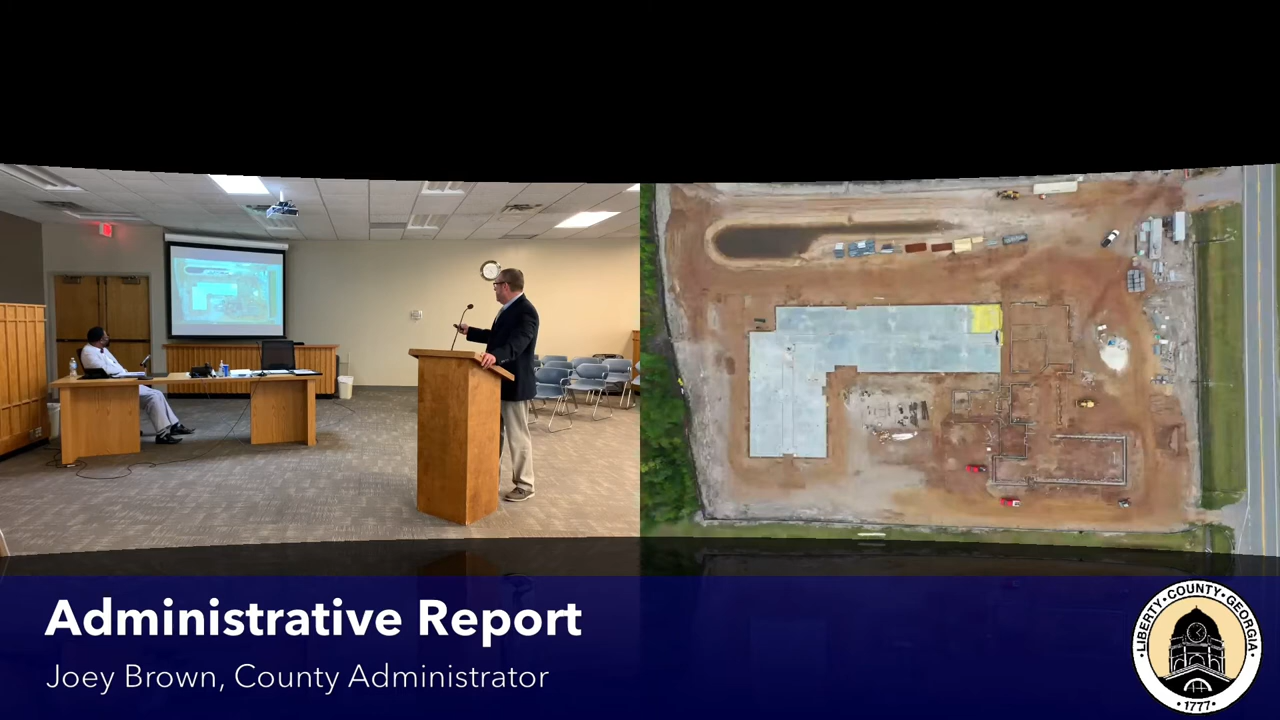 Administrative Report
Joey Brown, County Administrator
LIBERTY • COUNTY • GEORGIA
• 1777 •